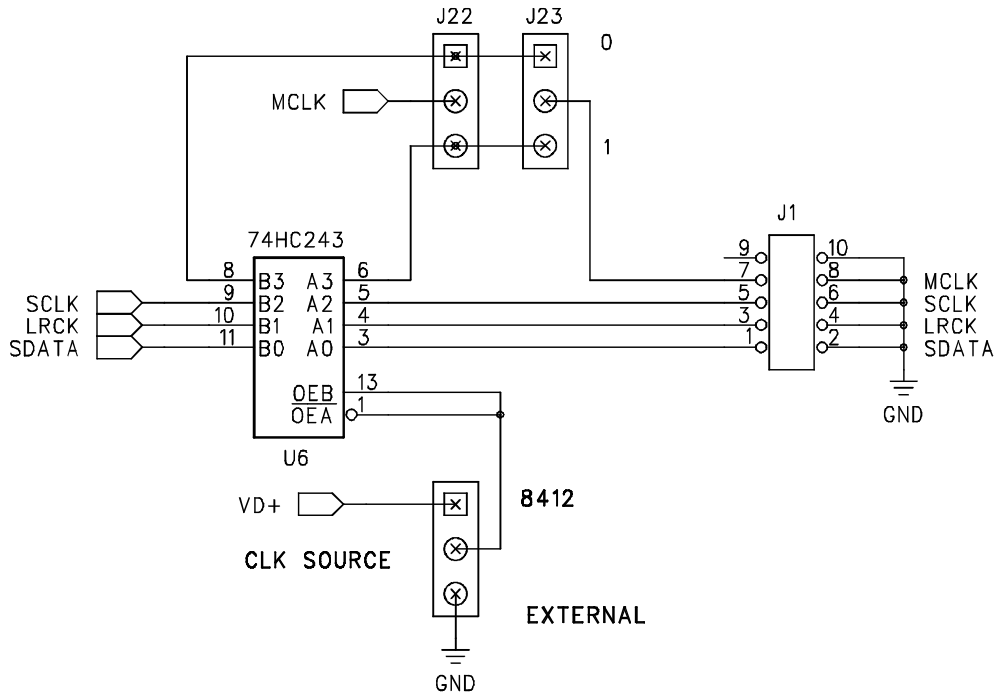 J22 J23
0
MCLK
1
J1
74HC243
9 10
8 B3 A3 6
7 8 MCLK
SCLK 9 B2 A2 5
5 6 SCLK
LRCK 10 B1 A1 4
3 4 LRCK
SDATA 11 B0 A0 3
1 2 SDATA
OEB 13
OEA 1
GND
U6
8412
VD+
CLK SOURCE
EXTERNAL
GND